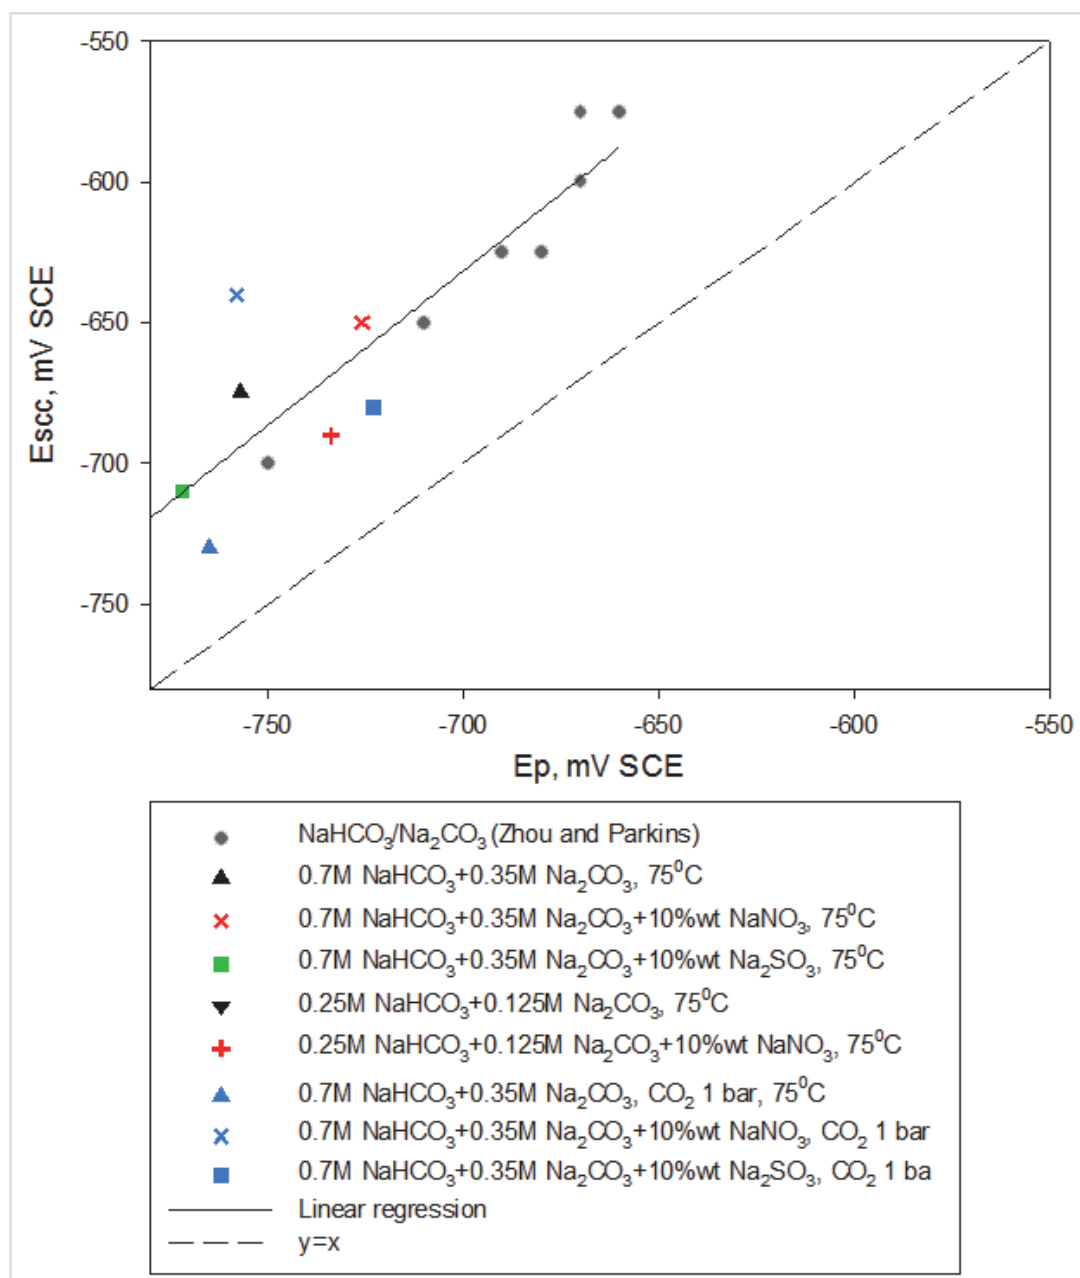 -550
-600
-650
-700
-750
Escc, mV SCE
-750 -700 -650 -600 -550
Ep, mV SCE
NaHCO₃/Na₂CO₃ (Zhou and Parkins)
0.7M NaHCO₃+0.35M Na₂CO₃, 75⁰C
0.7M NaHCO₃+0.35M Na₂CO₃+10%wt NaNO₃, 75⁰C
0.7M NaHCO₃+0.35M Na₂CO₃+10%wt Na₂SO₃, 75⁰C
0.25M NaHCO₃+0.125M Na₂CO₃, 75⁰C
0.25M NaHCO₃+0.125M Na₂CO₃+10%wt NaNO₃, 75⁰C
0.7M NaHCO₃+0.35M Na₂CO₃, CO₂ 1 bar, 75⁰C
0.7M NaHCO₃+0.35M Na₂CO₃+10%wt NaNO₃, CO₂ 1 bar
0.7M NaHCO₃+0.35M Na₂CO₃+10%wt Na₂SO₃, CO₂ 1 ba
Linear regression
y=x